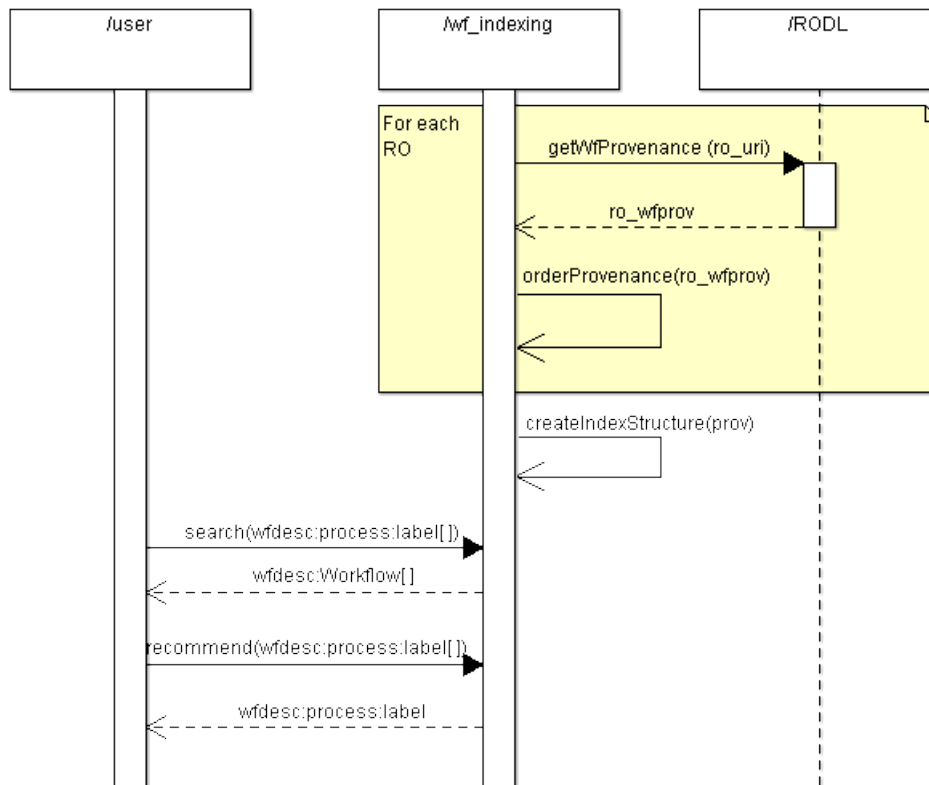 /user
/wf_indexing
/RODL
For each
RO
getWfProvenance (ro_uri)
ro_wfprov
orderProvenance(ro_wfprov)
createIndexStructure(prov)
search(wfdesc:process:label[ ])
wfdesc:Workflow[ ]
recommend(wfdesc:process:label[ ])
wfdesc:process:label